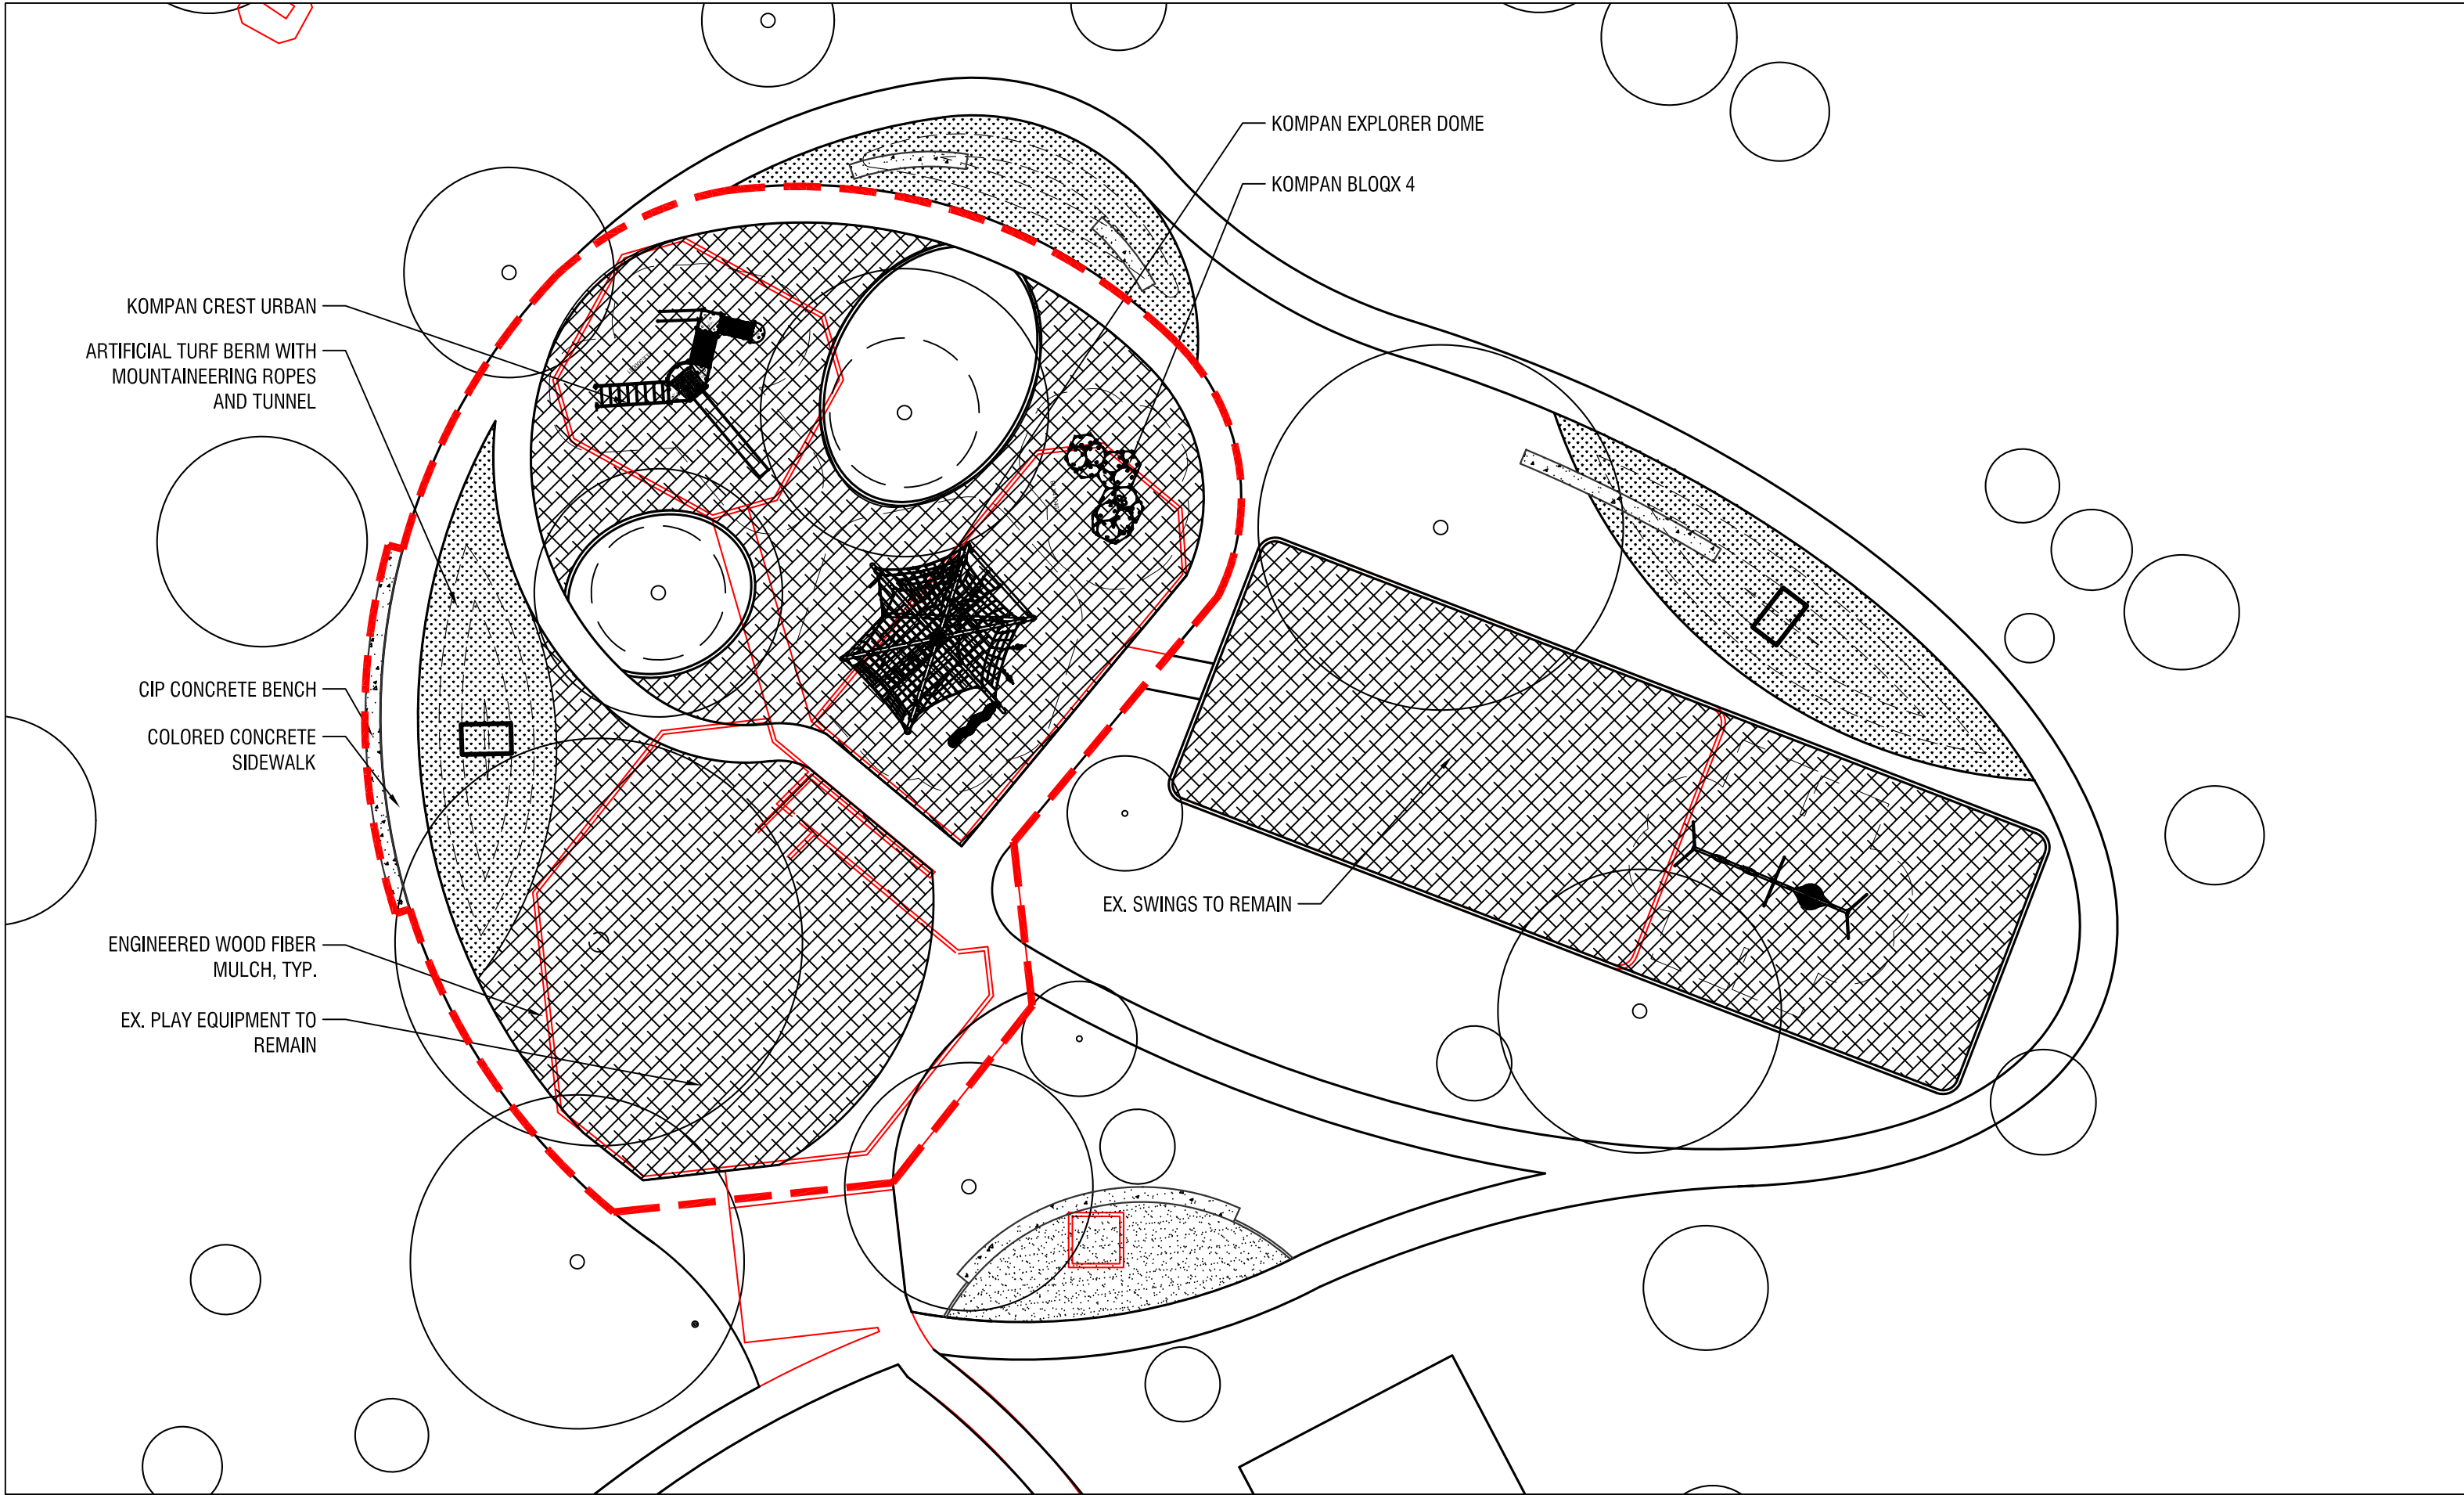 KOMPAN EXPLORER DOME
KOMPAN BLOQX 4
KOMPAN CREST URBAN
ARTIFICIAL TURF BERM WITH
MOUNTAINEERING ROPES
AND TUNNEL
CIP CONCRETE BENCH
COLORED CONCRETE
SIDEWALK
EX. SWINGS TO REMAIN
ENGINEERED WOOD FIBER
MULCH, TYP.
EX. PLAY EQUIPMENT TO
REMAIN